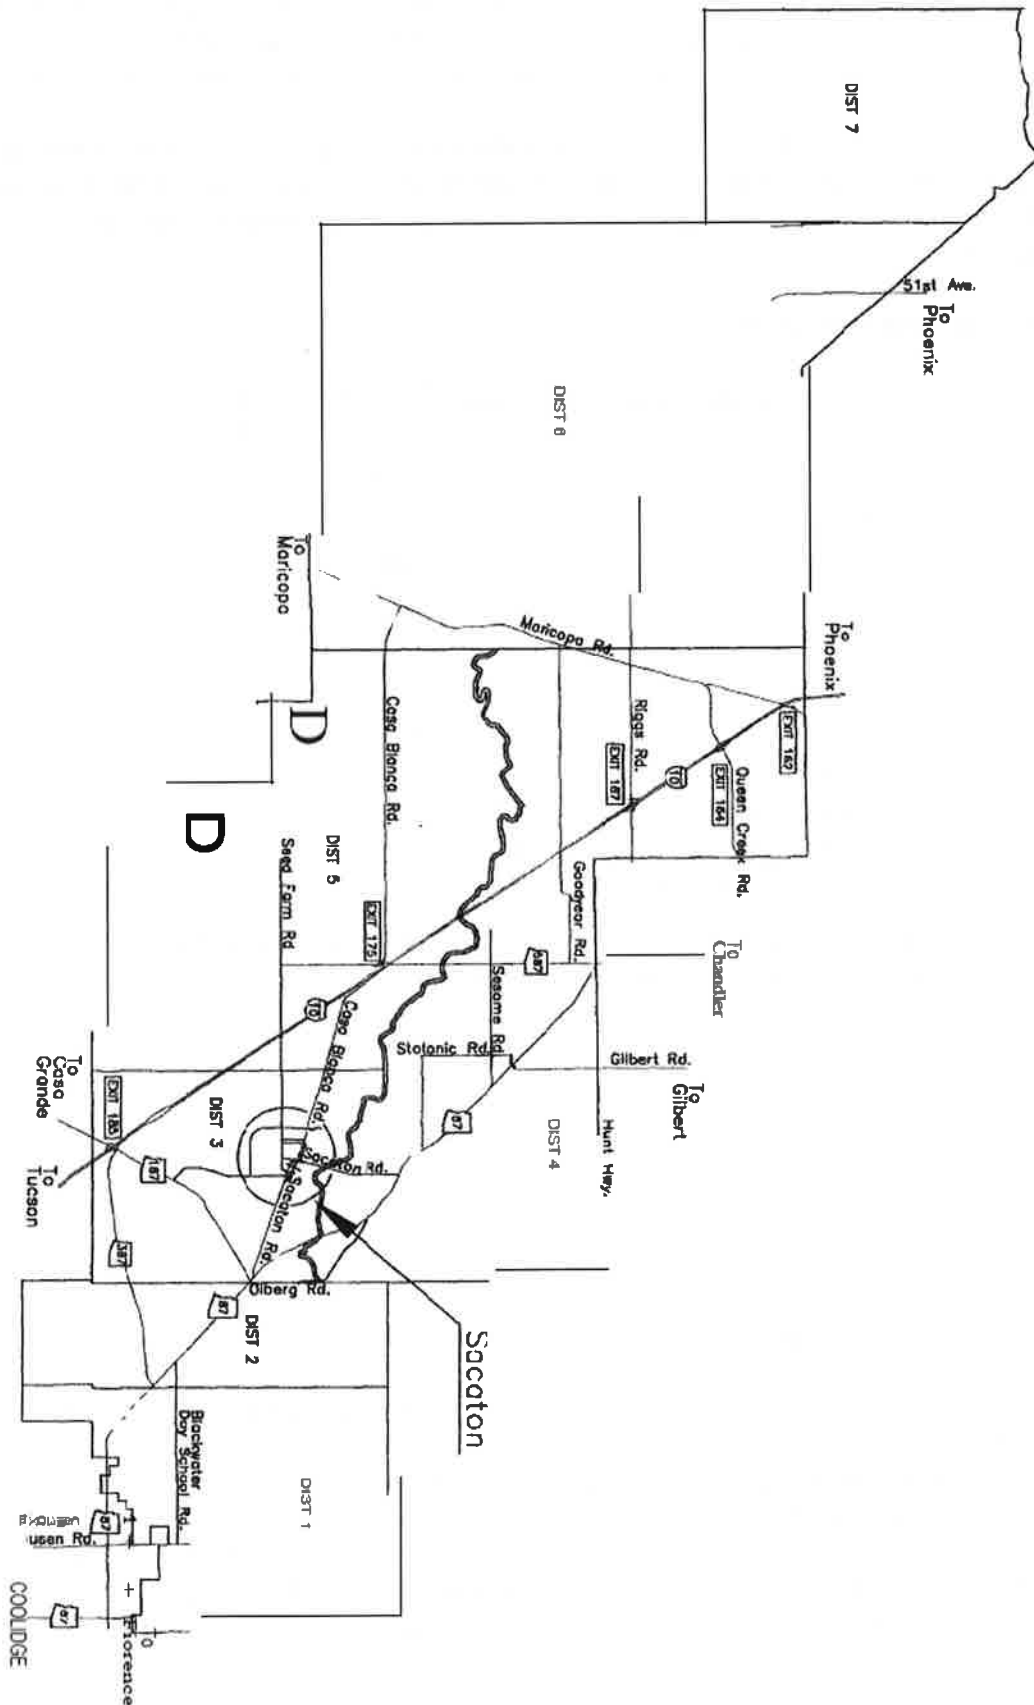 DIST 7
51st Ave.
To
Phoenix
DIST 6
To
Maricopa
Maricopa Rd.
To
Phoenix
EXIT 162
Queen Creek Rd.
EXIT 164
10
Riggs Rd.
EXIT 167
Casa Blanca Rd.
D
D
DIST 5
Seed Farm Rd
EXIT 175
Goodyear Rd.
587
To
Chandler
Sesame Rd.
10
Casa Blanca Rd.
Stotonic Rd.
Gilbert Rd.
To
Gilbert
87
DIST 4
Hunt Hwy.
To
Casa
Grande
EXIT 185
DIST 3
187
To
Tucson
387
Sacaton Rd.
Sacaton Rd.
Olberg Rd.
87
DIST 2
Sacaton
Blackwater
Day School Rd.
DIST 1
87
usen Rd.
87
COOLIDGE
Florence